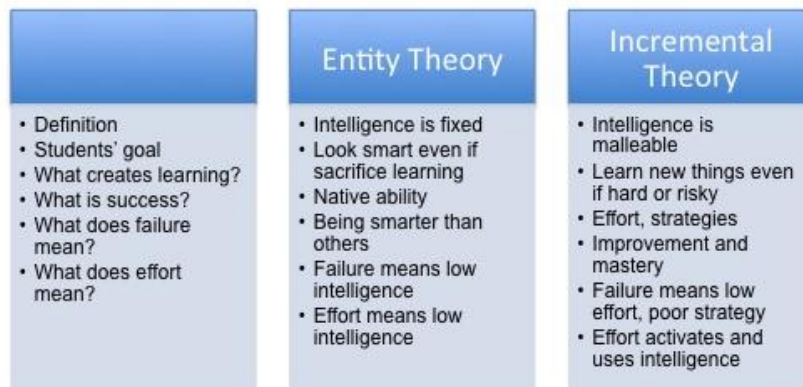 • Definition
• Students' goal
• What creates learning?
• What is success?
• What does failure
mean?
• What does effort
mean?
Entity Theory
• Intelligence is fixed
• Look smart even if
sacrifice learning
• Native ability
• Being smarter than
others
• Failure means low
intelligence
• Effort means low
intelligence
Incremental
Theory
• Intelligence is
malleable
• Learn new things even
if hard or risky
• Effort, strategies
• Improvement and
mastery
• Failure means low
effort, poor strategy
• Effort activates and
uses intelligence